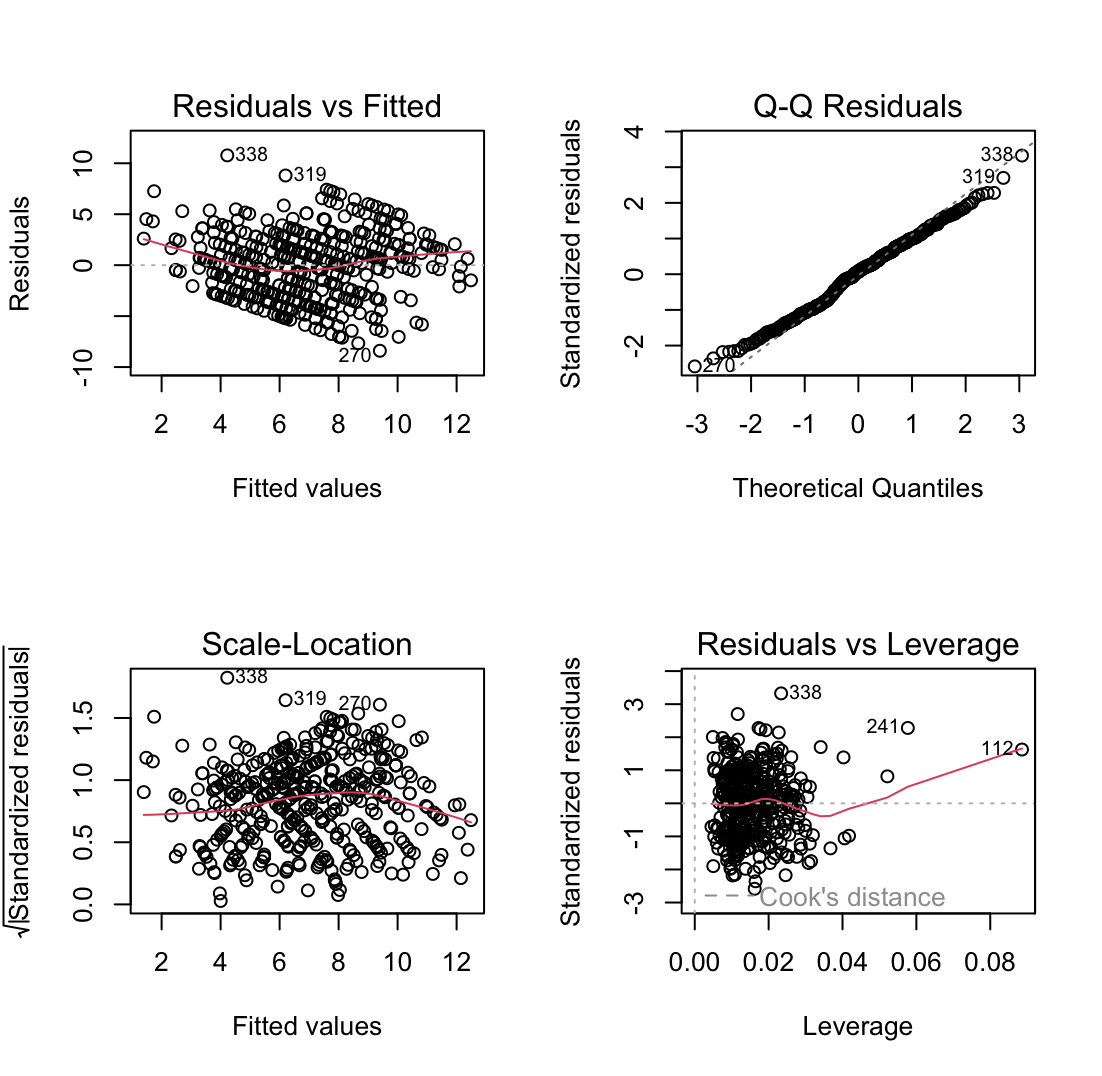 Residuals vs Fitted
Residuals
10
5
0
-10
338
319
270
2 4 6 8 10 12
Fitted values
Q-Q Residuals
Standardized residuals
4
2
0
-2
338
319
270
-3 -2 -1 0 1 2 3
Theoretical Quantiles
Scale-Location
√|Standardized residuals|
1.5
1.0
0.5
0.0
338
319
270
2 4 6 8 10 12
Fitted values
Residuals vs Leverage
Standardized residuals
3
1
-1
-3
338
241
112
Cook's distance
0.00 0.02 0.04 0.06 0.08
Leverage